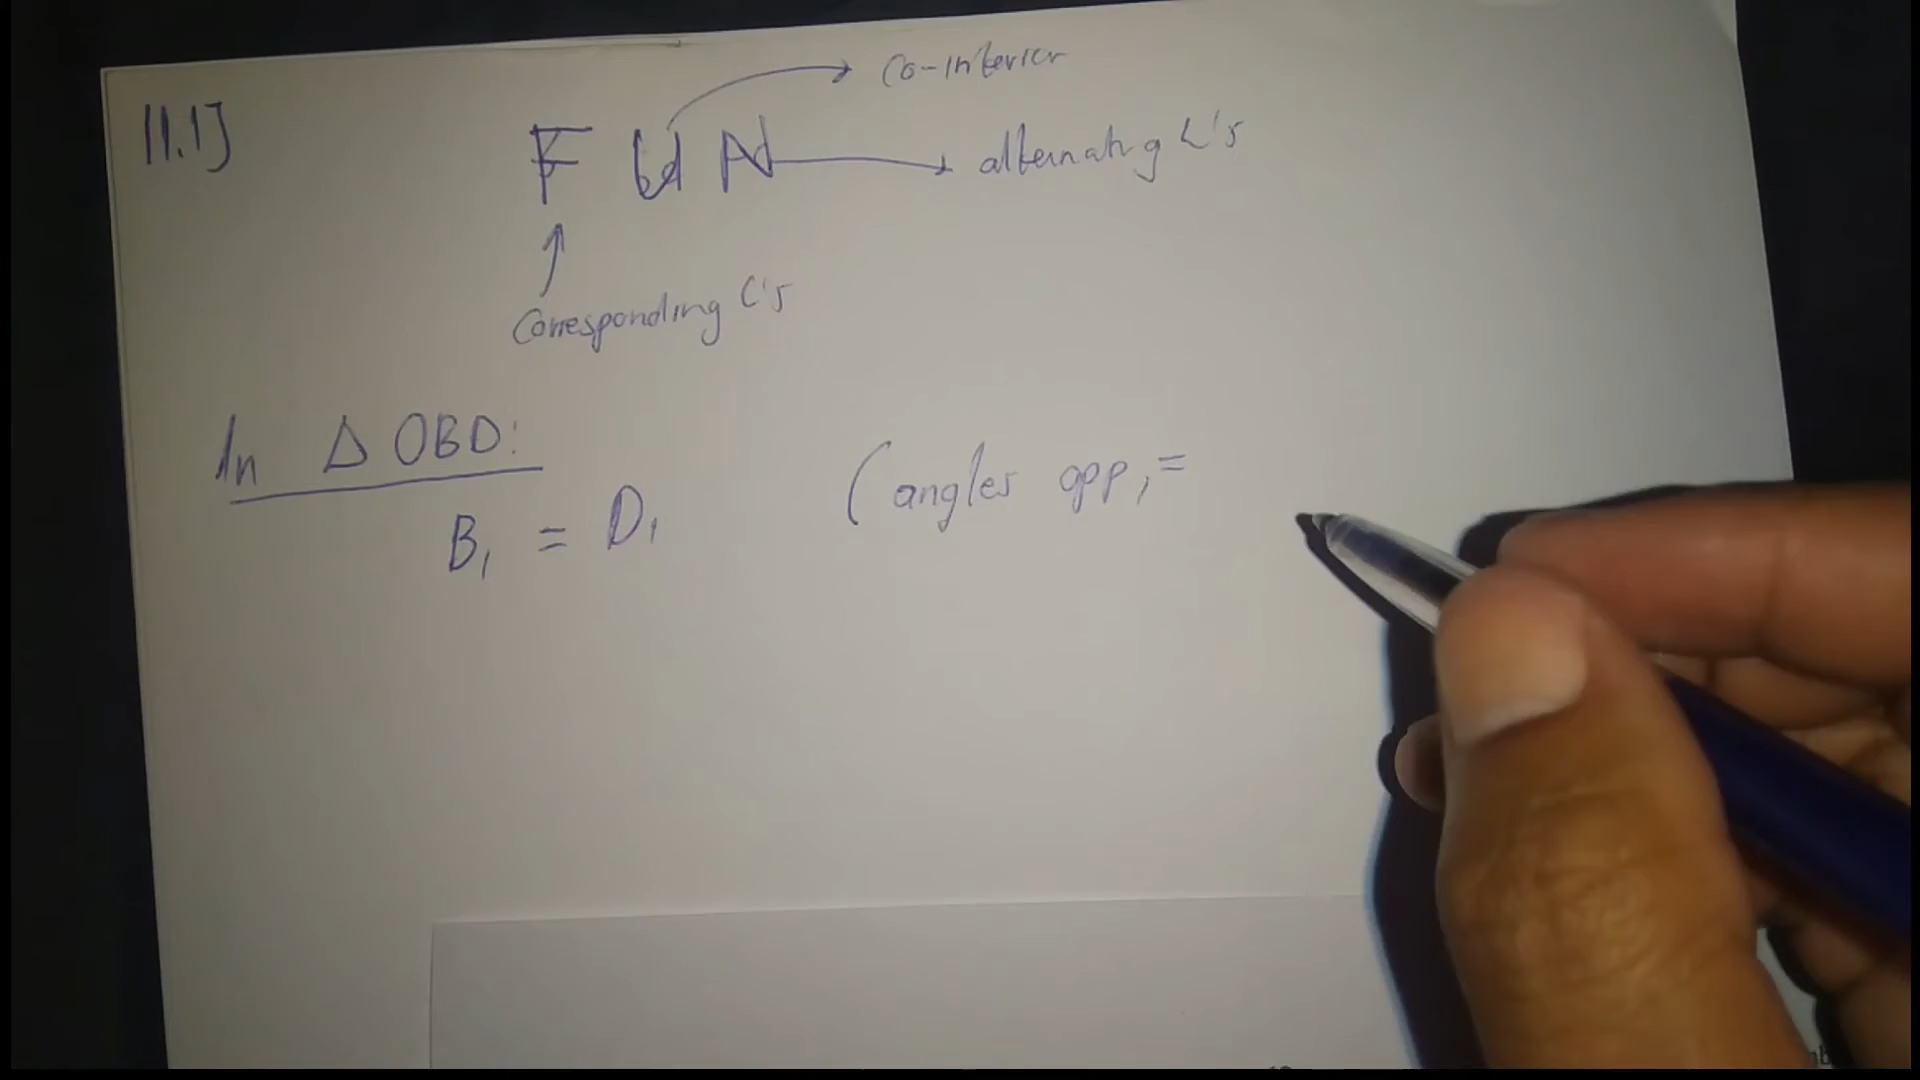 11.1]
Co-interior
F U N
alternating L's
Corresponding L's
In Δ OBD:
B₁ = D₁ (angles opp, =